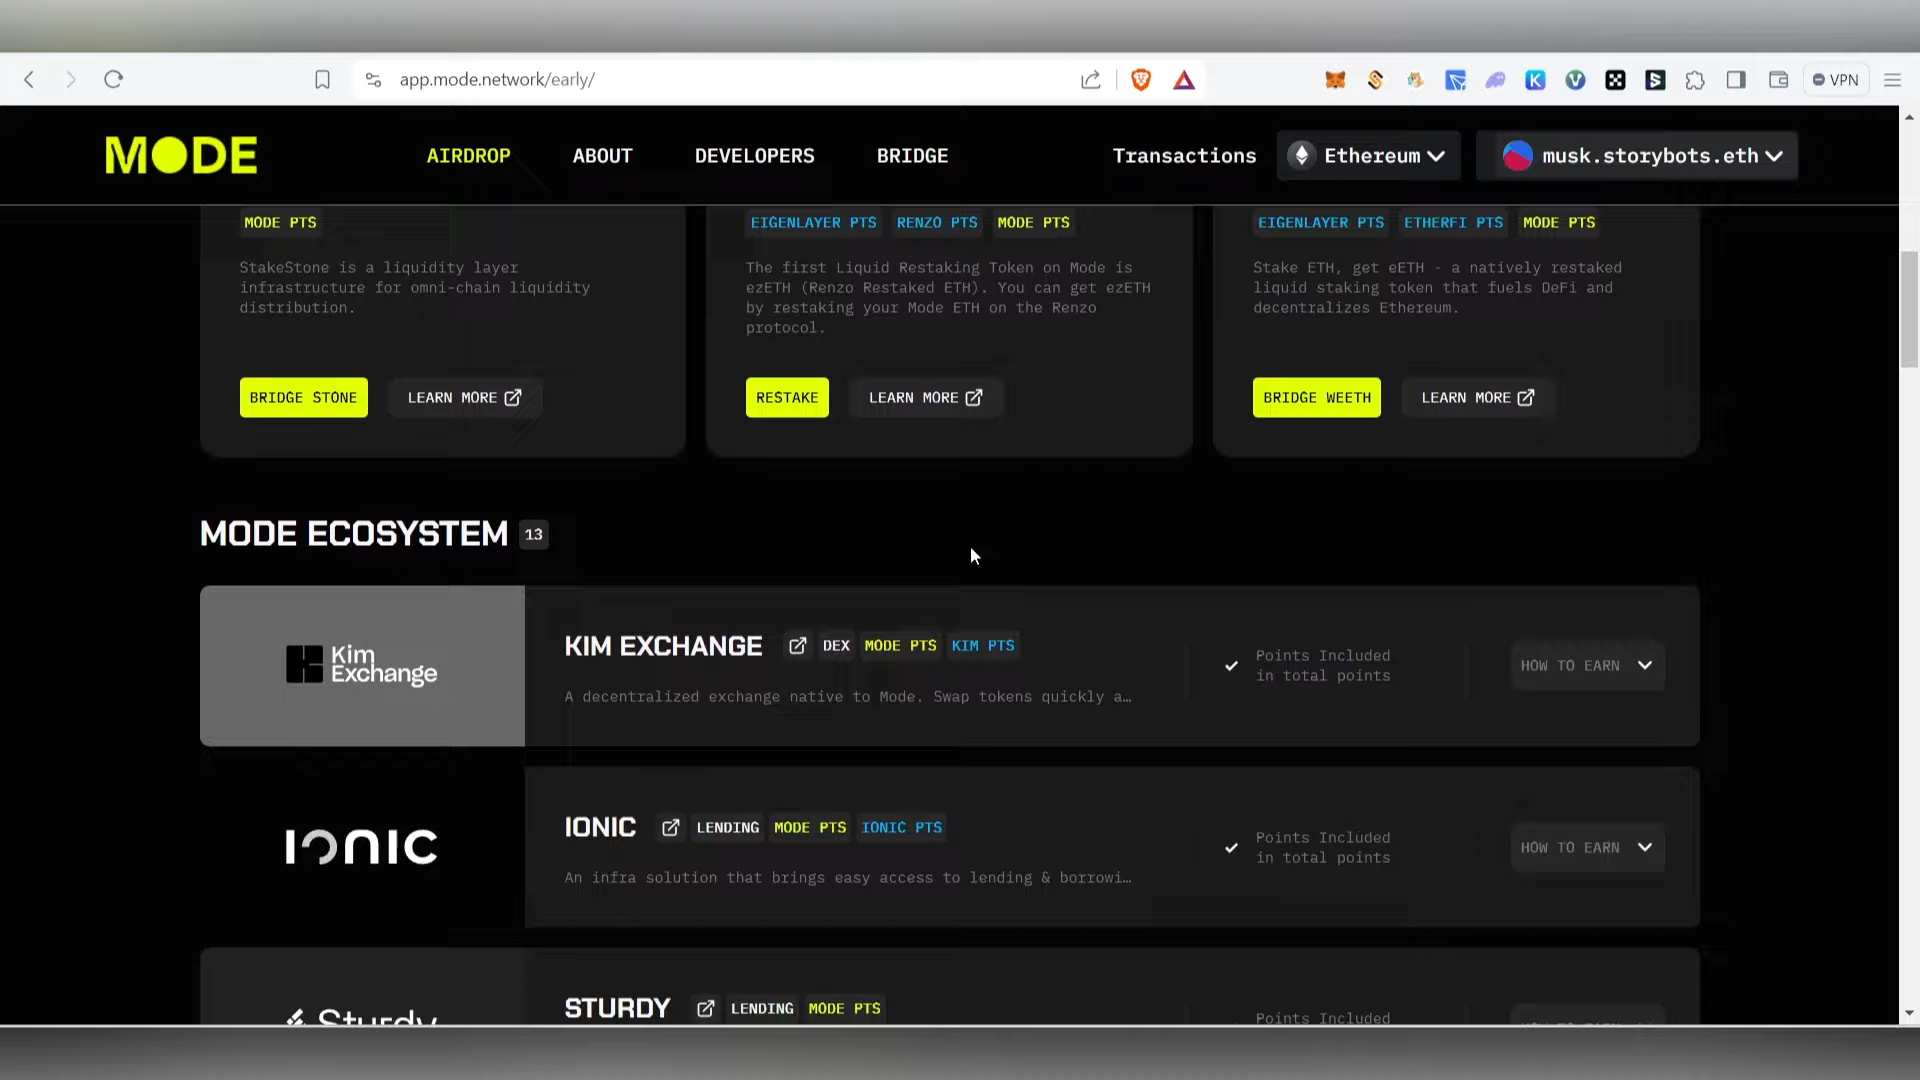 app.mode.network/early/
VPN
MODE
AIRDROP
ABOUT
DEVELOPERS
BRIDGE
Transactions
Ethereum
musk.storybots.eth
MODE PTS
StakeStone is a liquidity layer
infrastructure for omni-chain liquidity
distribution.
BRIDGE STONE
LEARN MORE
EIGENLAYER PTS RENZO PTS MODE PTS
The first Liquid Restaking Token on Mode is
ezETH (Renzo Restaked ETH). You can get ezETH
by restaking your Mode ETH on the Renzo
protocol.
RESTAKE
LEARN MORE
EIGENLAYER PTS ETHERFI PTS MODE PTS
Stake ETH, get eETH - a natively restaked
liquid staking token that fuels DeFi and
decentralizes Ethereum.
BRIDGE WEETH
LEARN MORE
MODE ECOSYSTEM 13
Kim
Exchange
KIM EXCHANGE DEX MODE PTS KIM PTS
A decentralized exchange native to Mode. Swap tokens quickly a…
Points Included
in total points
HOW TO EARN
IONIC
IONIC LENDING MODE PTS IONIC PTS
An infra solution that brings easy access to lending & borrowi…
Points Included
in total points
HOW TO EARN
Sturdy
STURDY LENDING MODE PTS
Points Included